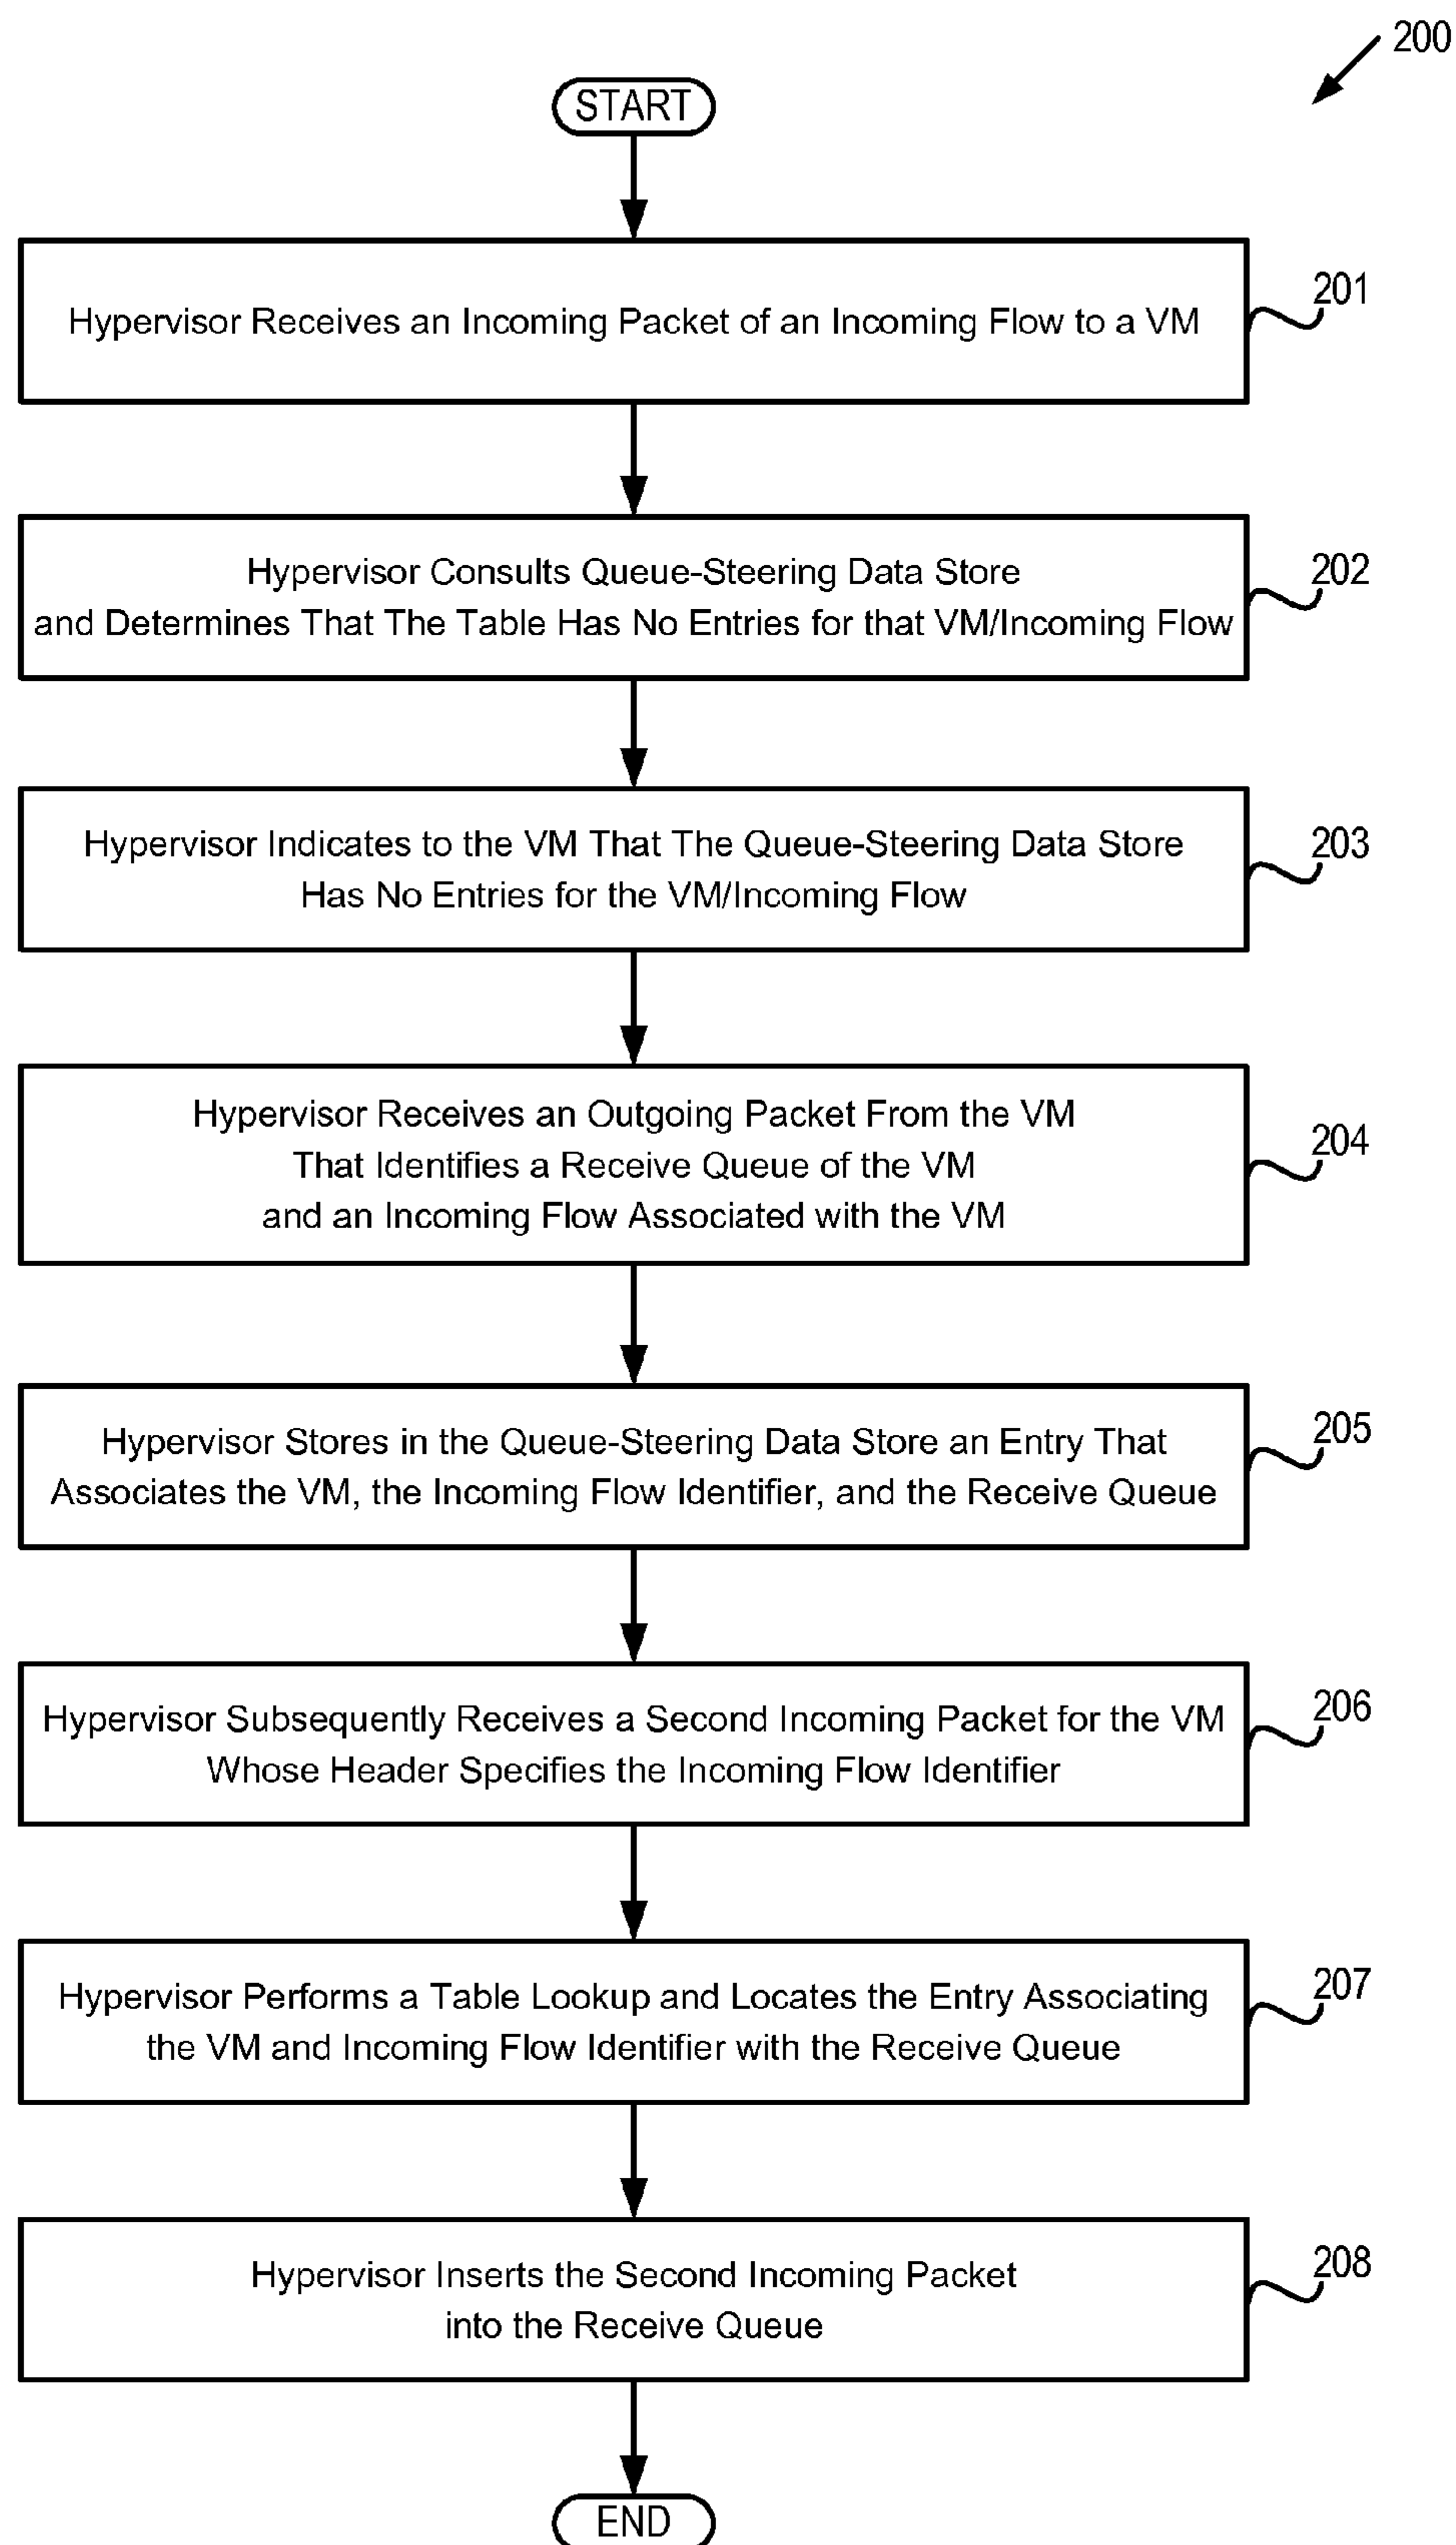 200
START
Hypervisor Receives an Incoming Packet of an Incoming Flow to a VM
201
Hypervisor Consults Queue-Steering Data Store
and Determines That The Table Has No Entries for that VM/Incoming Flow
202
Hypervisor Indicates to the VM That The Queue-Steering Data Store
Has No Entries for the VM/Incoming Flow
203
Hypervisor Receives an Outgoing Packet From the VM
That Identifies a Receive Queue of the VM
and an Incoming Flow Associated with the VM
204
Hypervisor Stores in the Queue-Steering Data Store an Entry That
Associates the VM, the Incoming Flow Identifier, and the Receive Queue
205
Hypervisor Subsequently Receives a Second Incoming Packet for the VM
Whose Header Specifies the Incoming Flow Identifier
206
Hypervisor Performs a Table Lookup and Locates the Entry Associating
the VM and Incoming Flow Identifier with the Receive Queue
207
Hypervisor Inserts the Second Incoming Packet
into the Receive Queue
208
END